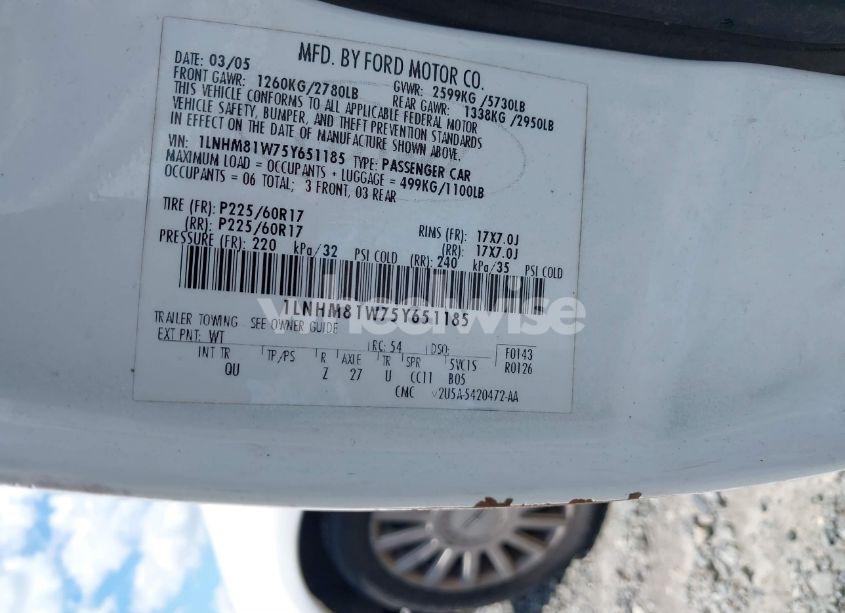 MFD. BY FORD MOTOR CO.
DATE: 03/05 GVWR: 2599KG/5730LB
FRONT GAWR: 1260KG/2780LB REAR GAWR: 1338KG/2950LB
THIS VEHICLE CONFORMS TO ALL APPLICABLE FEDERAL MOTOR
VEHICLE SAFETY, BUMPER, AND THEFT PREVENTION STANDARDS
IN EFFECT ON THE DATE OF MANUFACTURE SHOWN ABOVE.
VIN: 1LNHM81W75Y651185 TYPE: PASSENGER CAR
MAXIMUM LOAD = OCCUPANTS + LUGGAGE = 499KG/1100LB
OCCUPANTS = 06 TOTAL; 3 FRONT, 03 REAR
TIRE (FR): P225/60R17 RIMS (FR): 17X7.0J
(RR): P225/60R17 (RR): 17X7.0J
PRESSURE (FR): 220 kPa/32 PSI COLD (RR): 240 kPa/35 PSI COLD
1LNHM81W75Y651185
wheelwise
TRAILER TOWING SEE OWNER GUIDE
EXT PNT: WT RC: 54 DSO: F0143
INT TR TP/PS R AXLE TR SPR 5VC1S R0126
QU Z 27 U CC11 B05
CMC V2U5A-5420472-AA